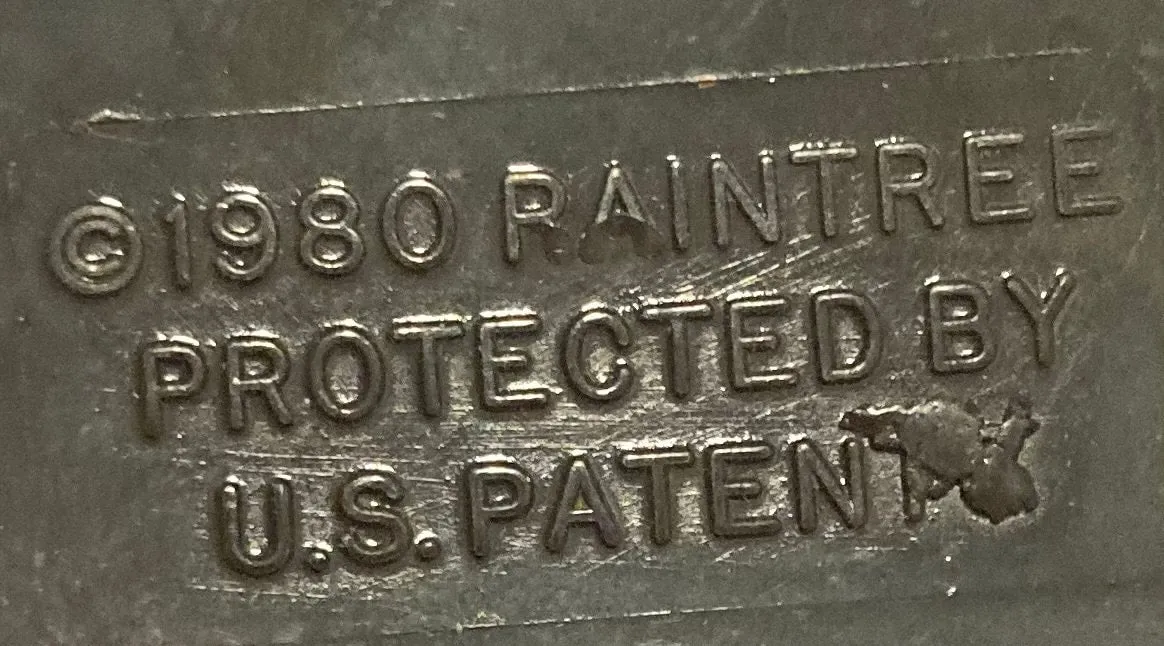 ©1980 RAINTREE
PROTECTED BY
U.S. PATENT